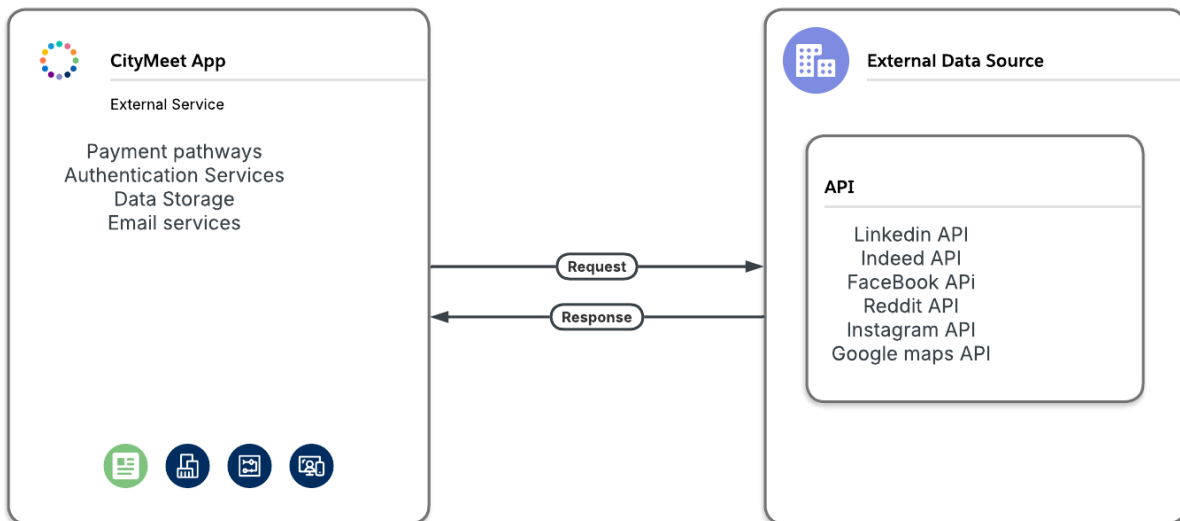 CityMeet App
External Service
Payment pathways
Authentication Services
Data Storage
Email services
Request
Response
External Data Source
API
Linkedin API
Indeed API
FaceBook APi
Reddit API
Instagram API
Google maps API